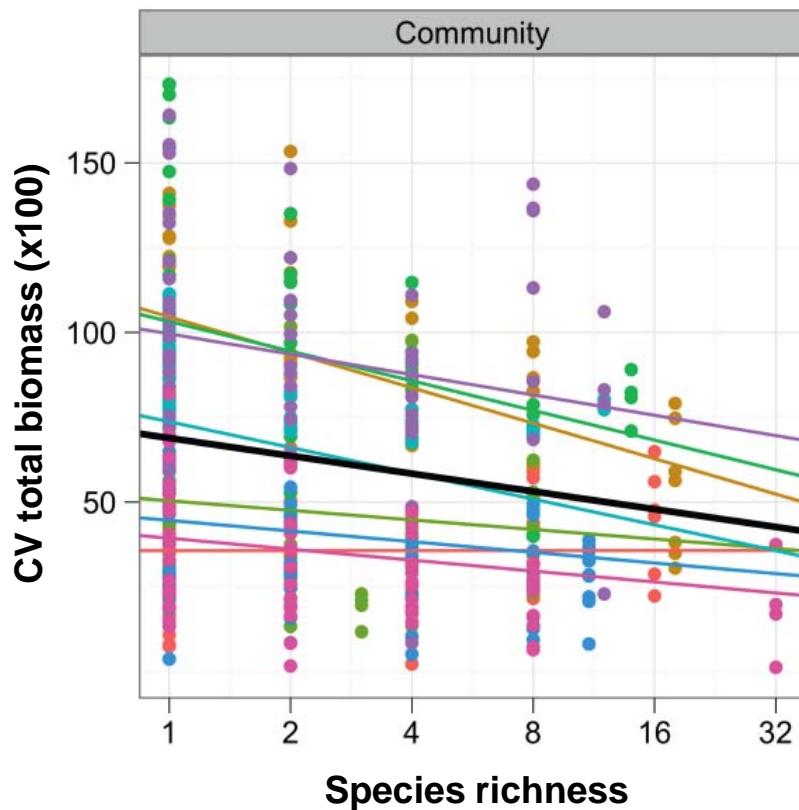 Community
CV total biomass (x100)
150
100
50
1 2 4 8 16 32
Species richness